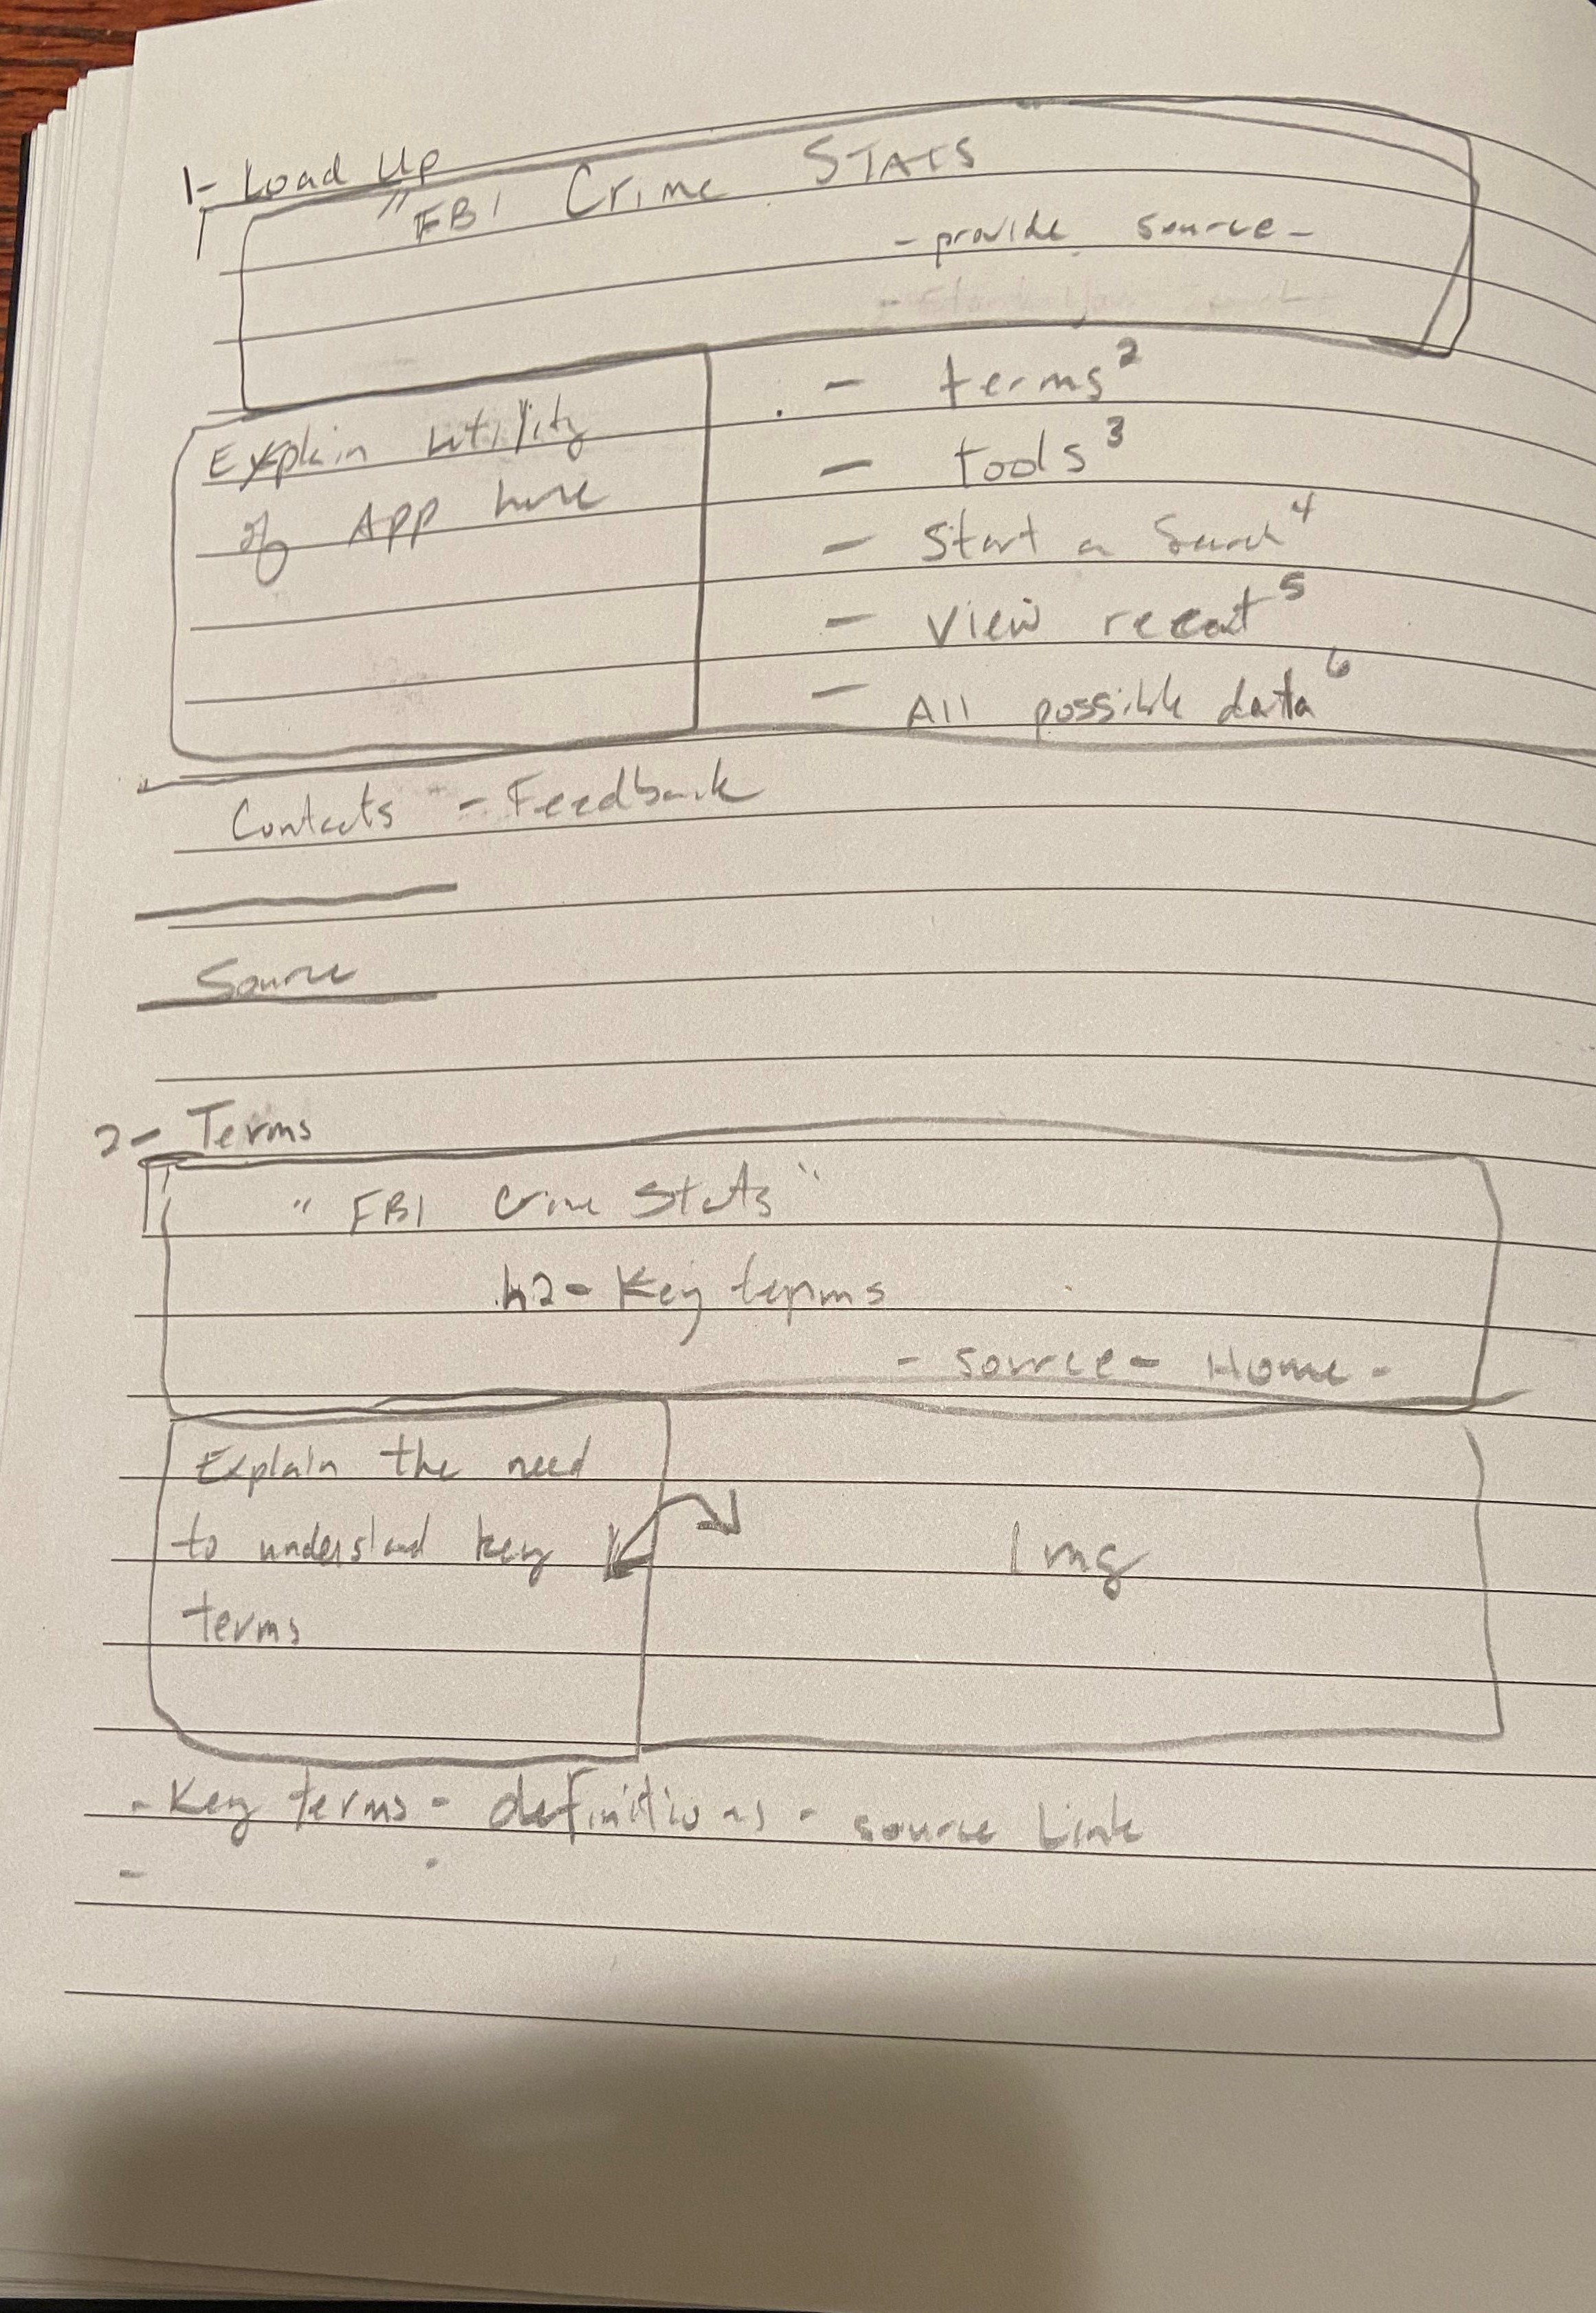 1- Load Up
"FBI Crime STATS
- provide source -
- terms 2
- tools 3
- Start a Search 4
- View recent 5
- All possible data 6
Explain utility
of APP here
Contacts - Feedback
Source
2- Terms
"FBI Crime Stats"
h2- Key terms
- source - Home -
Explain the need
to understand key
terms
Img
- Key terms - definitions - source Link
-